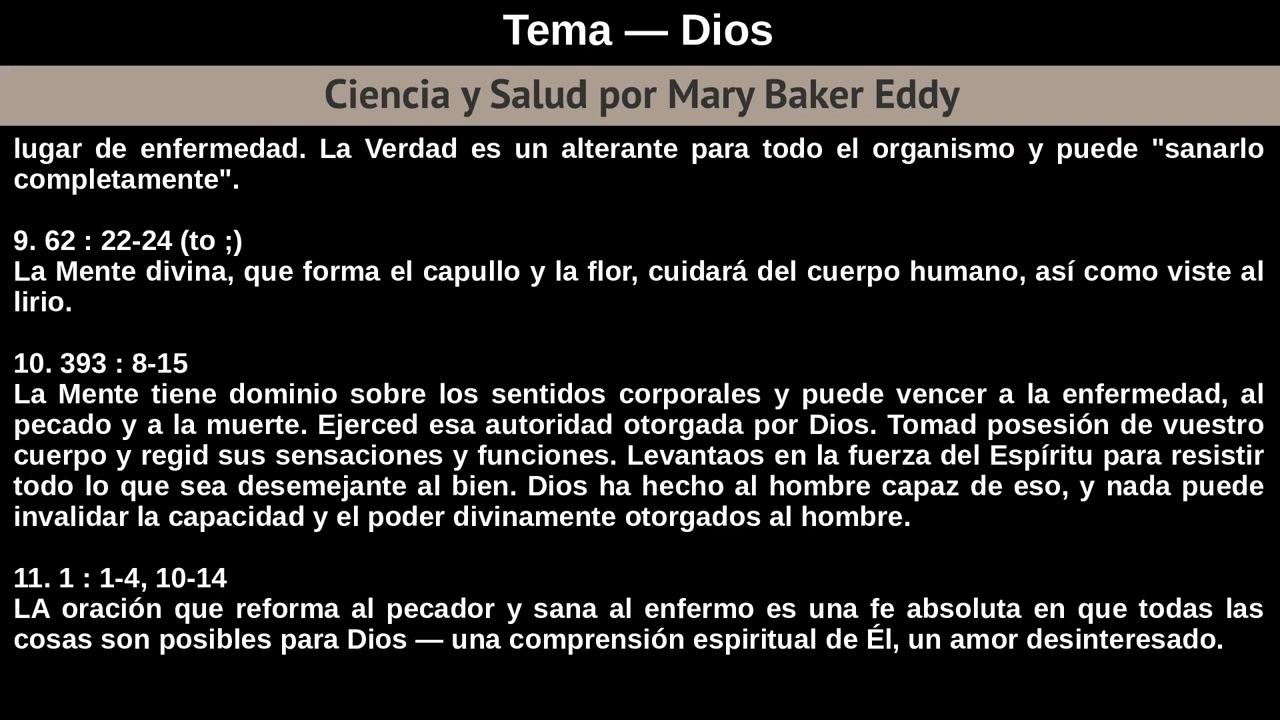 Tema — Dios
Ciencia y Salud por Mary Baker Eddy
lugar de enfermedad. La Verdad es un alterante para todo el organismo y puede "sanarlo
completamente".
9. 62 : 22-24 (to ;)
La Mente divina, que forma el capullo y la flor, cuidará del cuerpo humano, así como viste al
lirio.
10. 393 : 8-15
La Mente tiene dominio sobre los sentidos corporales y puede vencer a la enfermedad, al
pecado y a la muerte. Ejerced esa autoridad otorgada por Dios. Tomad posesión de vuestro
cuerpo y regid sus sensaciones y funciones. Levantaos en la fuerza del Espíritu para resistir
todo lo que sea desemejante al bien. Dios ha hecho al hombre capaz de eso, y nada puede
invalidar la capacidad y el poder divinamente otorgados al hombre.
11. 1 : 1-4, 10-14
LA oración que reforma al pecador y sana al enfermo es una fe absoluta en que todas las
cosas son posibles para Dios — una comprensión espiritual de Él, un amor desinteresado.